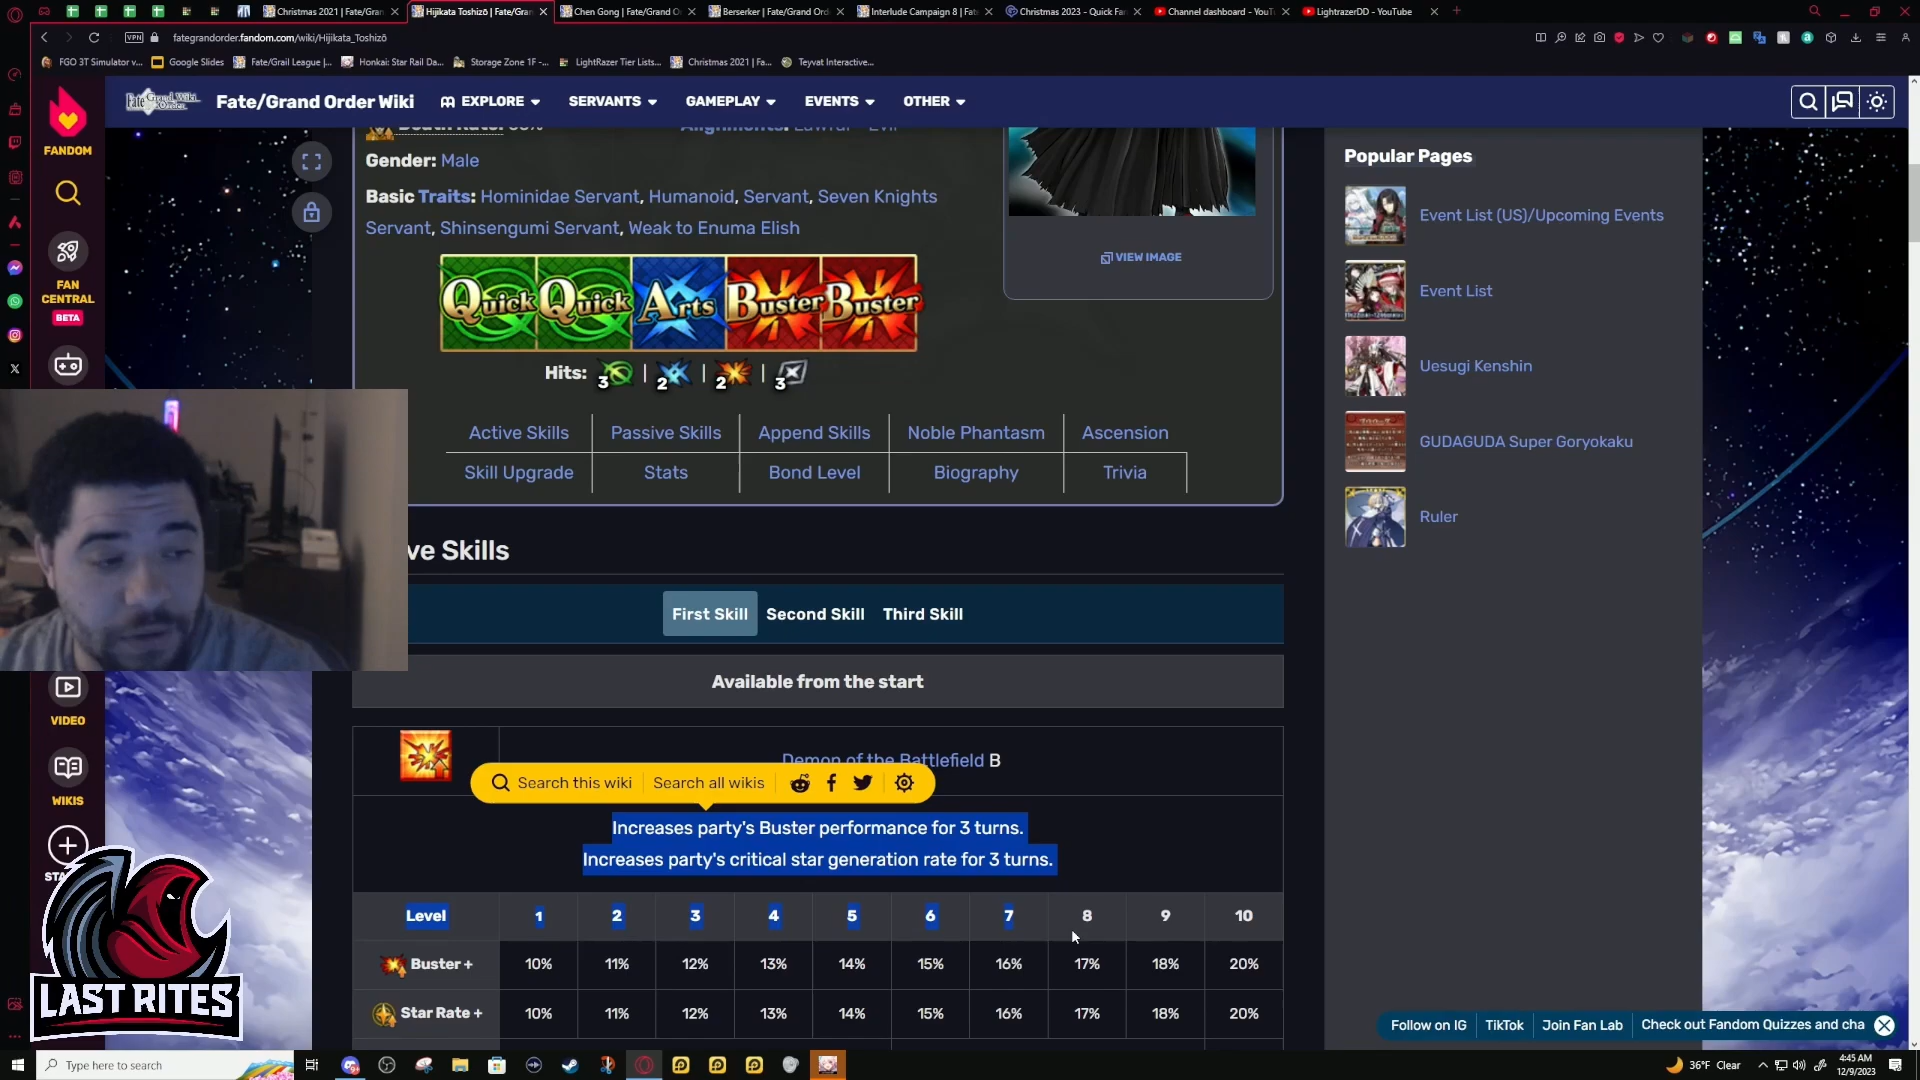 Christmas 2021 | Fate/Gran
Hijikata Toshizō | Fate/Gran
Chen Gong | Fate/Grand O
Berserker | Fate/Grand Ord
Interlude Campaign 8 | Fat
Christmas 2023 - Quick Far
Channel dashboard - YouT
LightrazerDD - YouTube
VPN
fategrandorder.fandom.com/wiki/Hijikata_Toshizō
FGO 3T Simulator v...
Google Slides
Fate/Grail League |...
Honkai: Star Rail Da...
Storage Zone 1F -...
LightRazer Tier Lists...
Christmas 2021 | Fa...
Teyvat Interactive...
FANDOM
FAN
CENTRAL
BETA
VIDEO
WIKIS
Fate/Grand Order Wiki
EXPLORE
SERVANTS
GAMEPLAY
EVENTS
OTHER
Gender: Male
Basic Traits: Hominidae Servant, Humanoid, Servant, Seven Knights
Servant, Shinsengumi Servant, Weak to Enuma Elish
Quick Quick Arts Buster Buster
Hits: 3 | 2 | 2 | 3
Active Skills Passive Skills Append Skills Noble Phantasm Ascension
Skill Upgrade Stats Bond Level Biography Trivia
VIEW IMAGE
ve Skills
First Skill Second Skill Third Skill
Available from the start
Demon of the Battlefield B
Search this wiki Search all wikis
Increases party's Buster performance for 3 turns.
Increases party's critical star generation rate for 3 turns.
Level 1 2 3 4 5 6 7 8 9 10
Buster + 10% 11% 12% 13% 14% 15% 16% 17% 18% 20%
Star Rate + 10% 11% 12% 13% 14% 15% 16% 17% 18% 20%
Popular Pages
Event List (US)/Upcoming Events
Event List
Uesugi Kenshin
GUDAGUDA Super Goryokaku
Ruler
Follow on IG
TikTok
Join Fan Lab
Check out Fandom Quizzes and cha
LAST RITES
Type here to search
36°F Clear
4:45 AM
12/9/2023